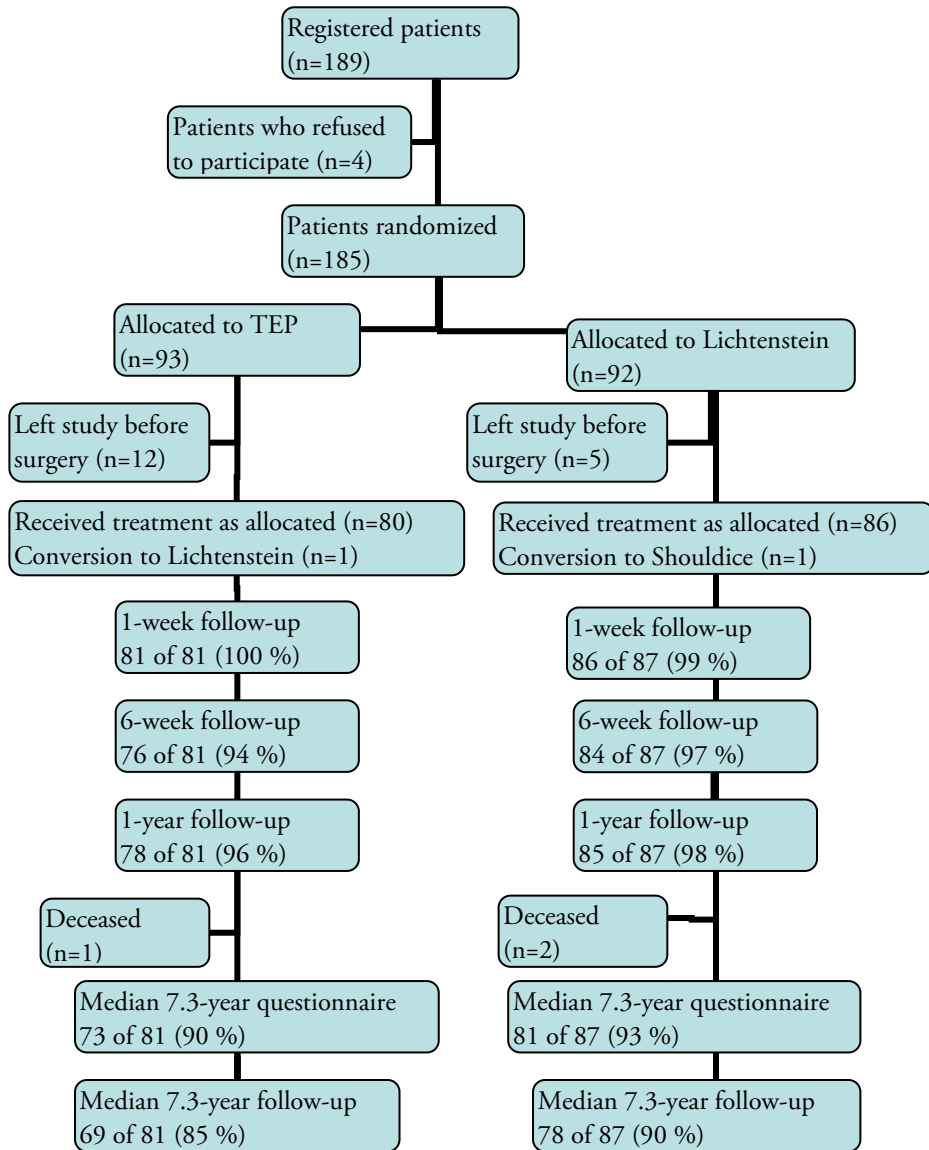 Registered patients
(n=189)
Patients who refused
to participate (n=4)
Patients randomized
(n=185)
Allocated to TEP
(n=93)
Allocated to Lichtenstein
(n=92)
Left study before
surgery (n=12)
Left study before
surgery (n=5)
Received treatment as allocated (n=80)
Conversion to Lichtenstein (n=1)
Received treatment as allocated (n=86)
Conversion to Shouldice (n=1)
1-week follow-up
81 of 81 (100 %)
1-week follow-up
86 of 87 (99 %)
6-week follow-up
76 of 81 (94 %)
6-week follow-up
84 of 87 (97 %)
1-year follow-up
78 of 81 (96 %)
1-year follow-up
85 of 87 (98 %)
Deceased
(n=1)
Deceased
(n=2)
Median 7.3-year questionnaire
73 of 81 (90 %)
Median 7.3-year questionnaire
81 of 87 (93 %)
Median 7.3-year follow-up
69 of 81 (85 %)
Median 7.3-year follow-up
78 of 87 (90 %)